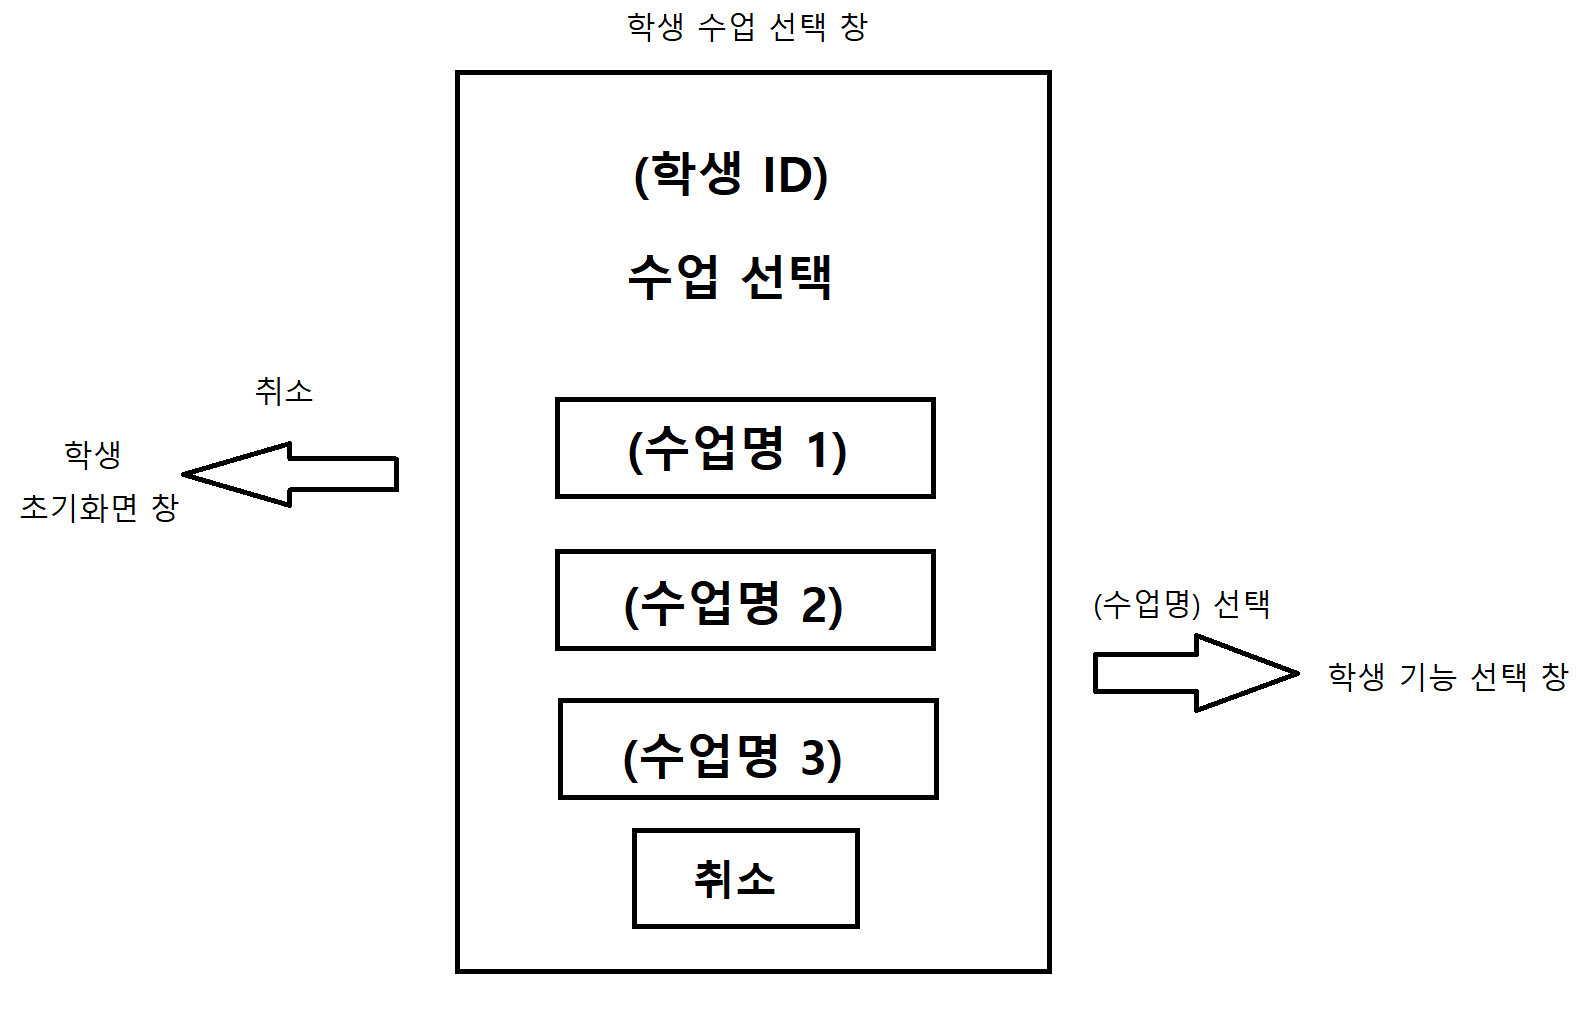 학생 수업 선택 창
(학생 ID)
수업 선택
취소
학생
초기화면 창
(수업명 1)
(수업명 2)
(수업명) 선택
학생 기능 선택 창
(수업명 3)
취소